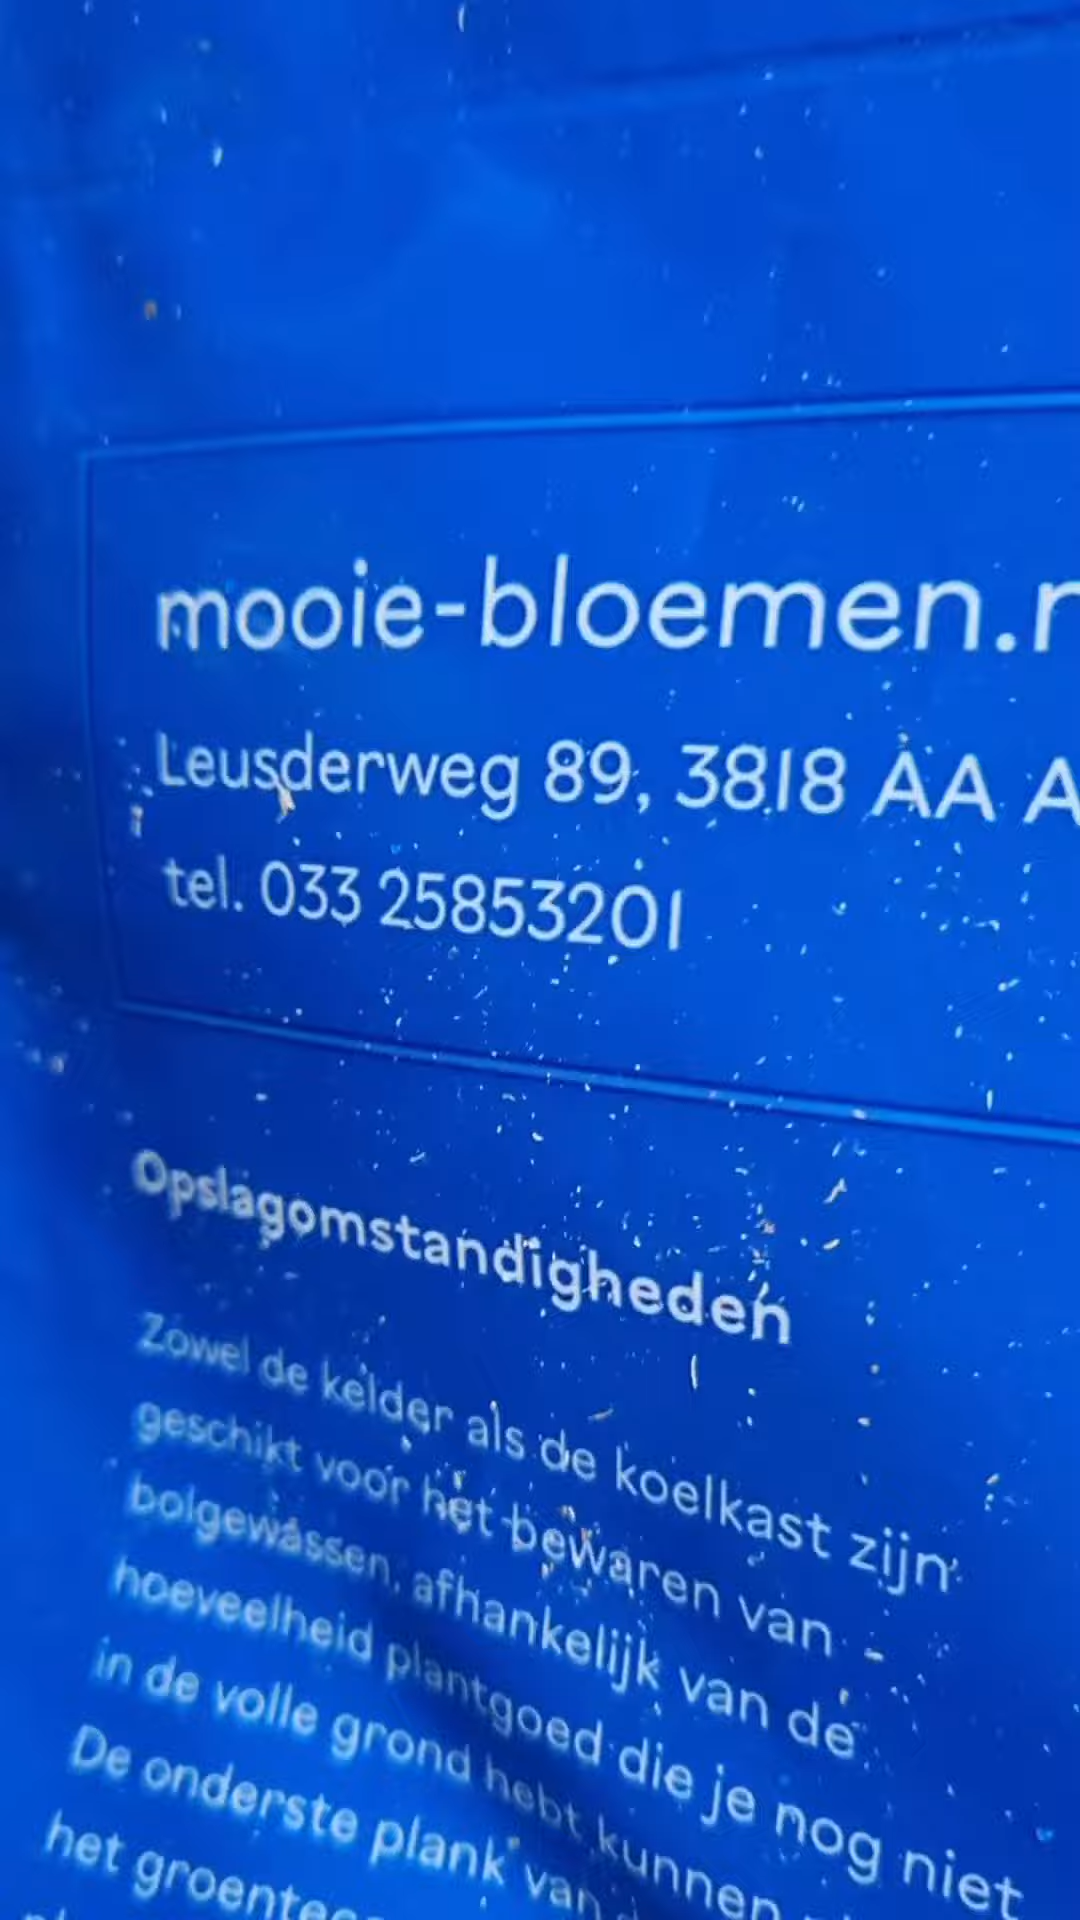 mooie-bloemen.n
Leusderweg 89, 3818 AA A
tel. 033 25853201
Opslagomstandigheden
Zowel de kelder als de koelkast zijn
geschikt voor het bewaren van
bolgewassen, afhankelijk van de
hoeveelheid plantgoed die je nog niet
in de volle grond hebt kunnen
De onderste plank van
het groente